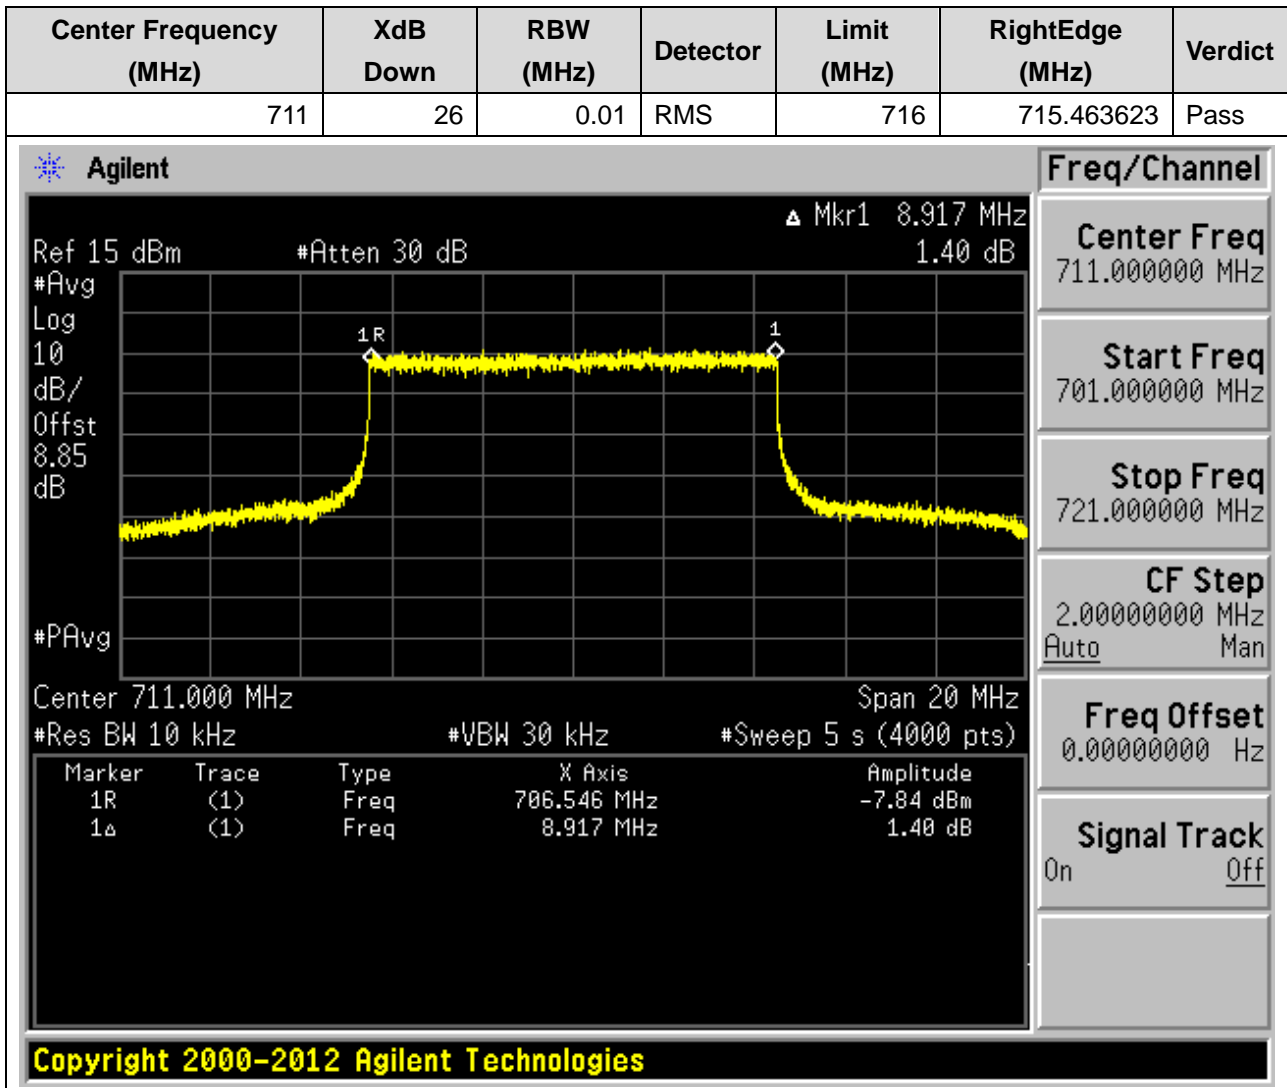 Center Frequency (MHz) XdB Down RBW (MHz) Detector Limit (MHz) RightEdge (MHz) Verdict
711 26 0.01 RMS 716 715.463623 Pass
Agilent
Δ Mkr1 8.917 MHz
Ref 15 dBm #Atten 30 dB 1.40 dB
#Avg
Log
10
dB/
Offst
8.85
dB
1R
1
#PAvg
Center 711.000 MHz Span 20 MHz
#Res BW 10 kHz #VBW 30 kHz #Sweep 5 s (4000 pts)
Marker Trace Type X Axis Amplitude
1R (1) Freq 706.546 MHz -7.84 dBm
1Δ (1) Freq 8.917 MHz 1.40 dB
Freq/Channel
Center Freq
711.000000 MHz
Start Freq
701.000000 MHz
Stop Freq
721.000000 MHz
CF Step
2.00000000 MHz
Auto Man
Freq Offset
0.00000000 Hz
Signal Track
On Off
Copyright 2000-2012 Agilent Technologies